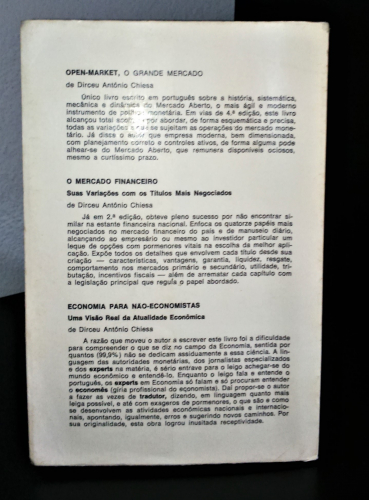 OPEN-MARKET, O GRANDE MERCADO
de Dirceu Antônio Chiesa
Único livro escrito em português sobre a história, sistemática,
mecânica e dinâmica do Mercado Aberto, o mais ágil e moderno
instrumento de política monetária. Em vias de 4.ª edição, este livro
alcançou total por abordar, de forma esquemática e precisa,
todas as variações a que se sujeitam as operações do mercado mone-
tário. Já disse o autor que empresa moderna, bem dimensionada,
com planejamento correto e controles ativos, de forma alguma pode
alhear-se do Mercado Aberto, que remunera disponíveis ociosos,
mesmo a curtíssimo prazo.
O MERCADO FINANCEIRO
Suas Variações com os Títulos Mais Negociados
de Dirceu Antônio Chiesa
Já em 2.ª edição, obteve pleno sucesso por não encontrar si-
milar na estante financeira nacional. Enfoca os quatorze papéis mais
negociados no mercado financeiro do país e de manuseio diário,
alcançando ao empresário ou mesmo ao investidor particular um
leque de opções com pormenores vitais na escolha da melhor apli-
cação. Expõe todos os detalhes que envolvem cada título desde sua
criação — características, vantagens, garantia, liquidez, resgate,
comportamento nos mercados primário e secundário, utilidade, tri-
butação, incentivos fiscais — além de arrematar cada capítulo com
a legislação principal que regula o papel abordado.
ECONOMIA PARA NÃO-ECONOMISTAS
Uma Visão Real da Atualidade Econômica
de Dirceu Antônio Chiesa
A razão que moveu o autor a escrever este livro foi a dificuldade
para compreender o que se diz no campo da Economia, sentida por
quantos (99,9%) não se dedicam assiduamente a essa ciência. A lin-
guagem das autoridades monetárias, dos jornalistas especializados
e dos experts na matéria, é sério entrave para o leigo achegar-se do
mundo econômico e entendê-lo. Enquanto o leigo fala e entende o
português, os experts em Economia só falam e só procuram entender
o economês (gíria profissional do economista). Daí propor-se o autor
a fazer as vezes de tradutor, dizendo, em linguagem quanto mais
leiga possível, e até com exageros de pormenores, o que são e como
se desenvolvem as atividades econômicas nacionais e internacio-
nais, apontando, igualmente, erros e sugerindo novos caminhos. Por
sua originalidade, esta obra logrou inusitada receptividade.